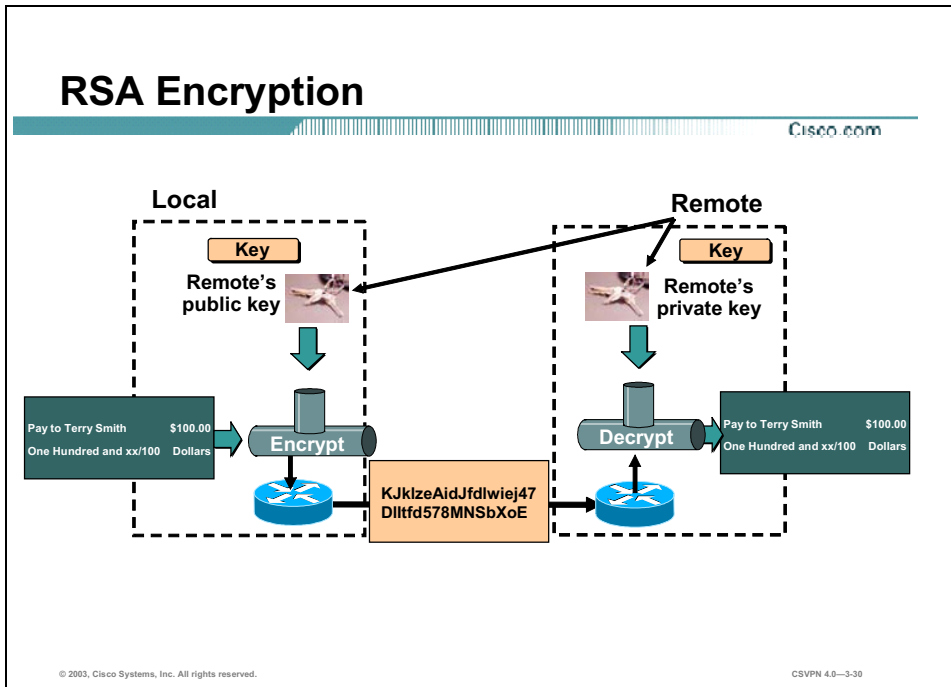 RSA Encryption
Cisco.com
Local
Remote
Key
Key
Remote's
public key
Remote's
private key
Pay to Terry Smith $100.00
One Hundred and xx/100 Dollars
Encrypt
Decrypt
Pay to Terry Smith $100.00
One Hundred and xx/100 Dollars
KJklzeAidJfdlwiej47
DlItfd578MNSbXoE
© 2003, Cisco Systems, Inc. All rights reserved.
CSVPN 4.0—3-30